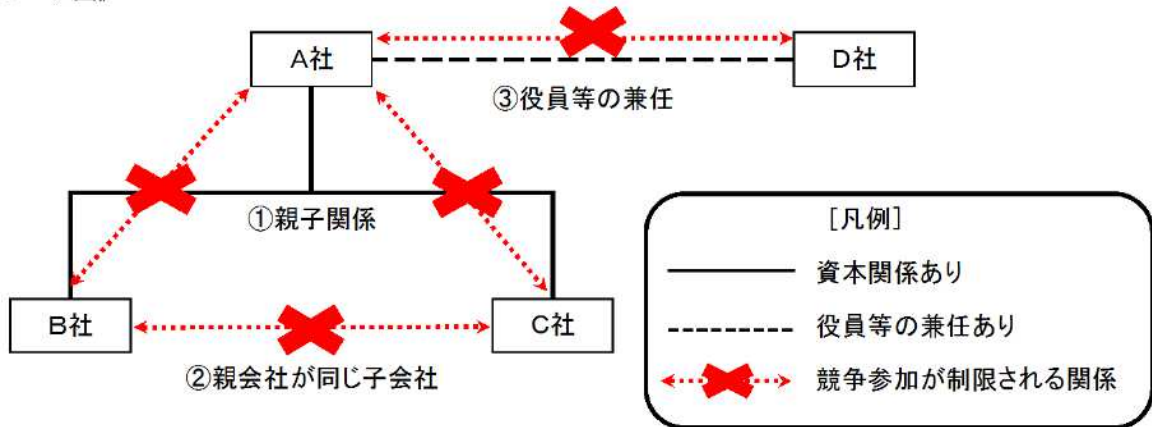 A社
D社
③役員等の兼任
①親子関係
B社
C社
②親会社が同じ子会社
[凡例]
資本関係あり
役員等の兼任あり
競争参加が制限される関係